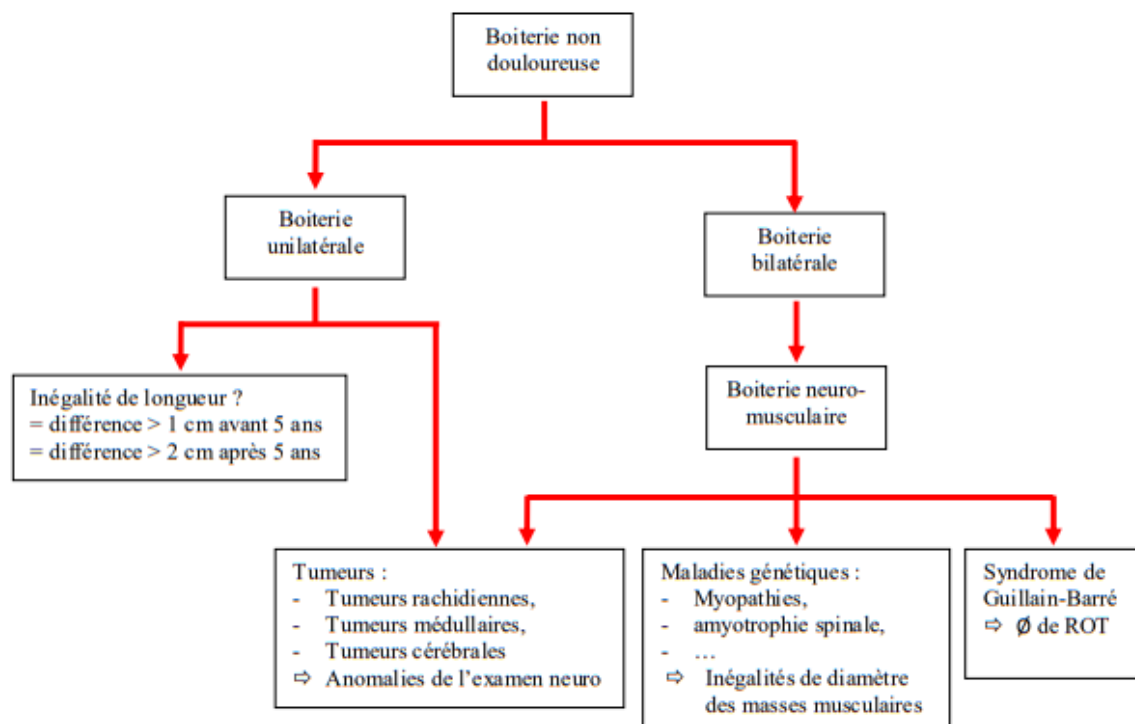 Boiterie non
douloureuse
Boiterie
unilatérale
Boiterie
bilatérale
Inégalité de longueur ?
= différence > 1 cm avant 5 ans
= différence > 2 cm après 5 ans
Boiterie neuro-
musculaire
Tumeurs :
- Tumeurs rachidiennes,
- Tumeurs médullaires,
- Tumeurs cérébrales
⇨ Anomalies de l'examen neuro
Maladies génétiques :
- Myopathies,
- amyotrophie spinale,
- …
⇨ Inégalités de diamètre
des masses musculaires
Syndrome de
Guillain-Barré
⇨ Ø de ROT